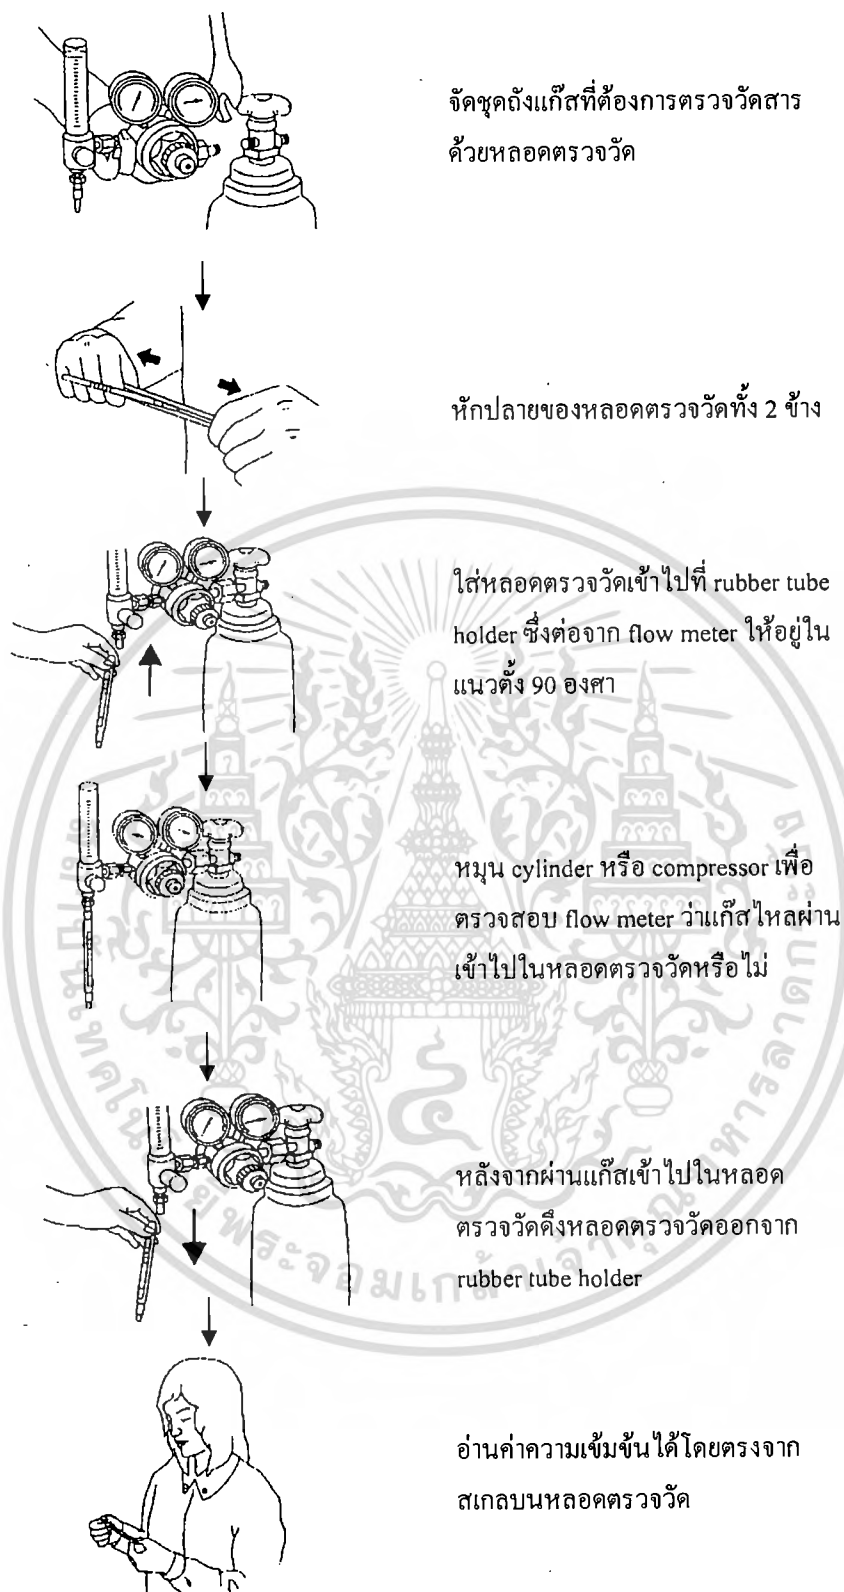 จัดชุดถังแก๊สที่ต้องการตรวจวัดสาร
ด้วยหลอดตรวจวัด
หักปลายของหลอดตรวจวัดทั้ง 2 ข้าง
ใส่หลอดตรวจวัดเข้าไปที่ rubber tube
holder ซึ่งต่อจาก flow meter ให้อยู่ใน
แนวตั้ง 90 องศา
หมุน cylinder หรือ compressor เพื่อ
ตรวจสอบ flow meter ว่าแก๊สไหลผ่าน
เข้าไปในหลอดตรวจวัดหรือไม่
หลังจากผ่านแก๊สเข้าไปในหลอด
ตรวจวัดดึงหลอดตรวจวัดออกจาก
rubber tube holder
อ่านค่าความเข้มข้นได้โดยตรงจาก
สเกลบนหลอดตรวจวัด